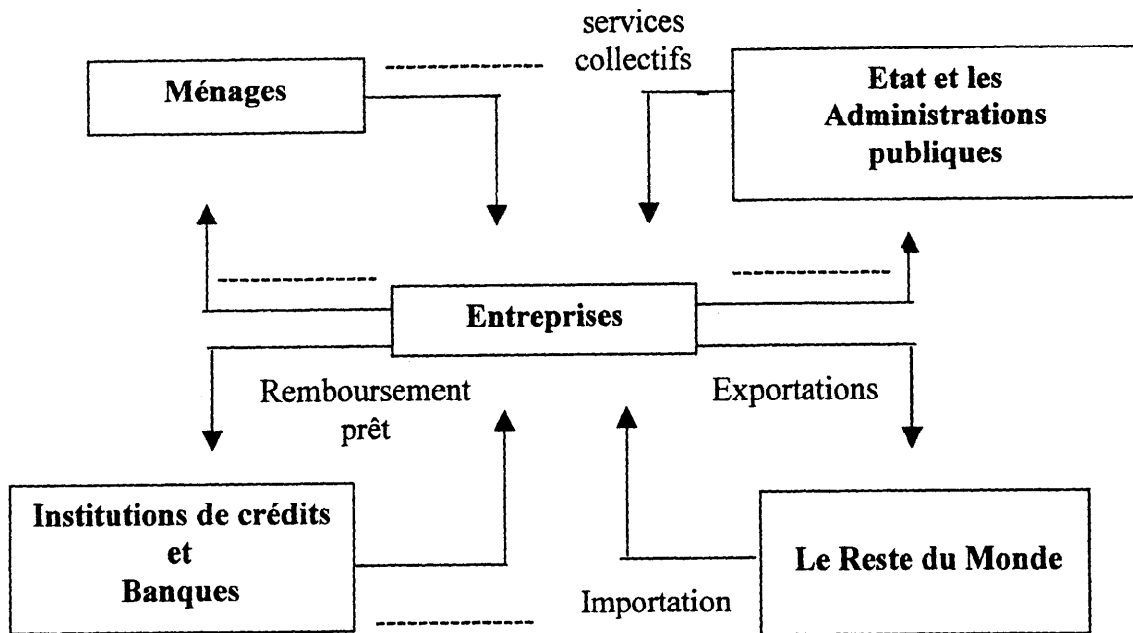 services
collectifs
Ménages
Etat et les
Administrations
publiques
Entreprises
Remboursement
prêt
Exportations
Institutions de crédits
et
Banques
Le Reste du Monde
Importation